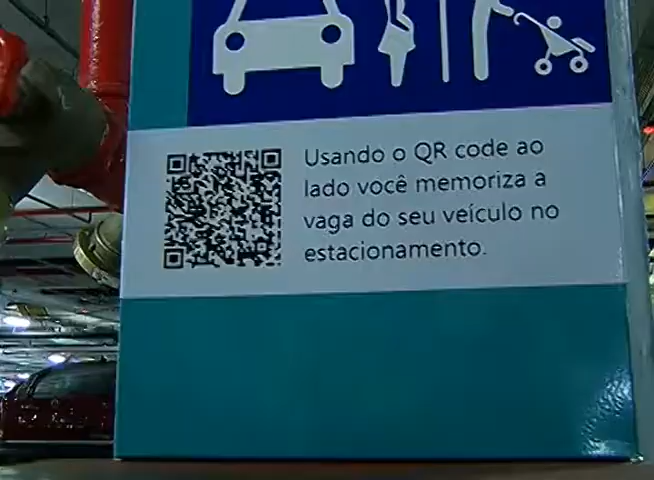 Usando o QR code ao
lado você memoriza a
vaga do seu veículo no
estacionamento.